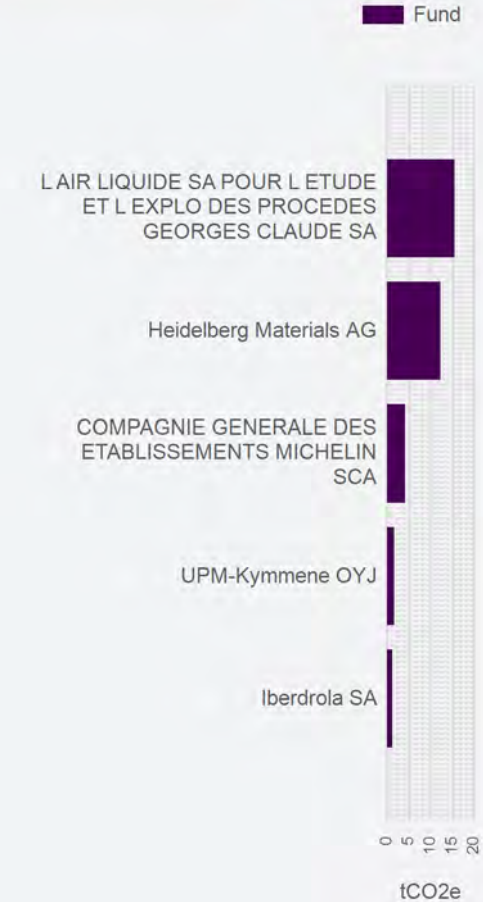 Fund
L AIR LIQUIDE SA POUR L ETUDE
ET L EXPLO DES PROCEDES
GEORGES CLAUDE SA
Heidelberg Materials AG
COMPAGNIE GENERALE DES
ETABLISSEMENTS MICHELIN
SCA
UPM-Kymmene OYJ
Iberdrola SA
0 5 10 15 20
tCO2e